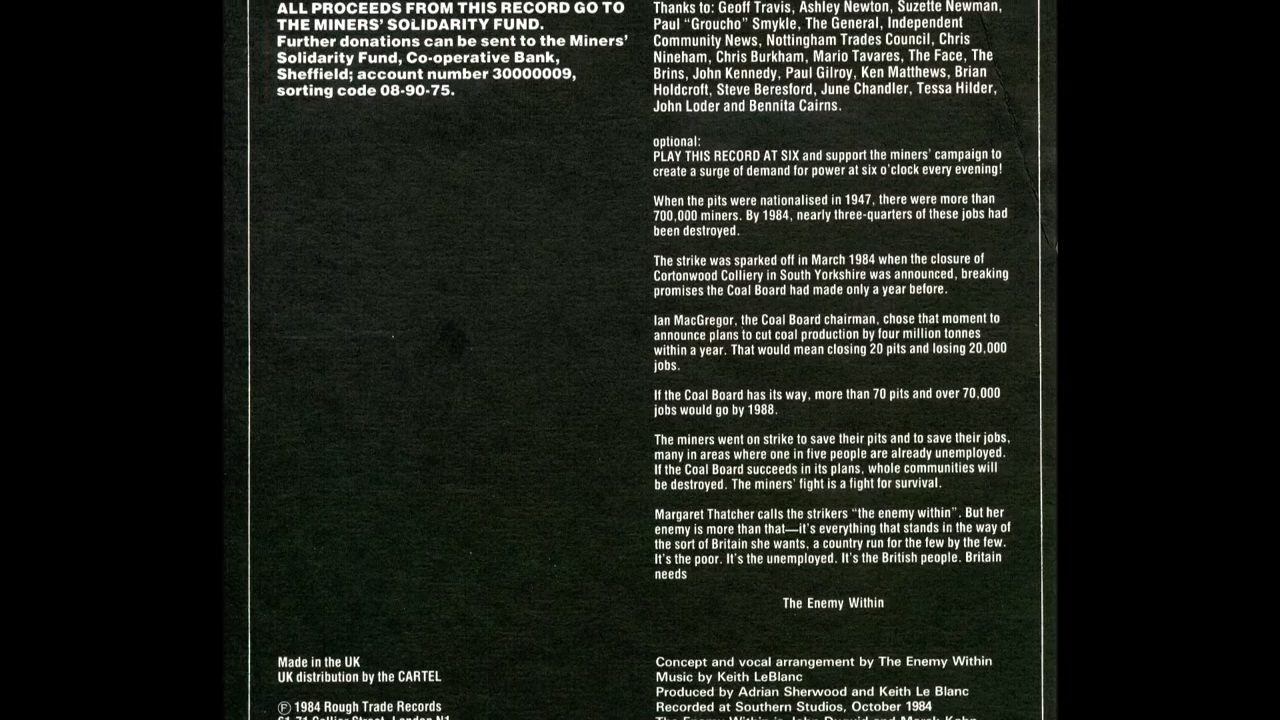 ALL PROCEEDS FROM THIS RECORD GO TO
THE MINERS' SOLIDARITY FUND.
Further donations can be sent to the Miners'
Solidarity Fund, Co-operative Bank,
Sheffield; account number 30000009,
sorting code 08-90-75.
Thanks to: Geoff Travis, Ashley Newton, Suzette Newman,
Paul “Groucho” Smykle, The General, Independent
Community News, Nottingham Trades Council, Chris
Nineham, Chris Burkham, Mario Tavares, The Face, The
Brins, John Kennedy, Paul Gilroy, Ken Matthews, Brian
Holdcroft, Steve Beresford, June Chandler, Tessa Hilder,
John Loder and Bennita Cairns.
optional:
PLAY THIS RECORD AT SIX and support the miners' campaign to
create a surge of demand for power at six o'clock every evening!
When the pits were nationalised in 1947, there were more than
700,000 miners. By 1984, nearly three-quarters of these jobs had
been destroyed.
The strike was sparked off in March 1984 when the closure of
Cortonwood Colliery in South Yorkshire was announced, breaking
promises the Coal Board had made only a year before.
Ian MacGregor, the Coal Board chairman, chose that moment to
announce plans to cut coal production by four million tonnes
within a year. That would mean closing 20 pits and losing 20,000
jobs.
If the Coal Board has its way, more than 70 pits and over 70,000
jobs would go by 1988.
The miners went on strike to save their pits and to save their jobs,
many in areas where one in five people are already unemployed.
If the Coal Board succeeds in its plans, whole communities will
be destroyed. The miners' fight is a fight for survival.
Margaret Thatcher calls the strikers “the enemy within”. But her
enemy is more than that—it's everything that stands in the way of
the sort of Britain she wants, a country run for the few by the few.
It's the poor. It's the unemployed. It's the British people. Britain
needs
The Enemy Within
Made in the UK
UK distribution by the CARTEL
℗ 1984 Rough Trade Records
61-71 Collier Street, London N1
Concept and vocal arrangement by The Enemy Within
Music by Keith LeBlanc
Produced by Adrian Sherwood and Keith Le Blanc
Recorded at Southern Studios, October 1984
The Enemy Within is John and Marek Kohn